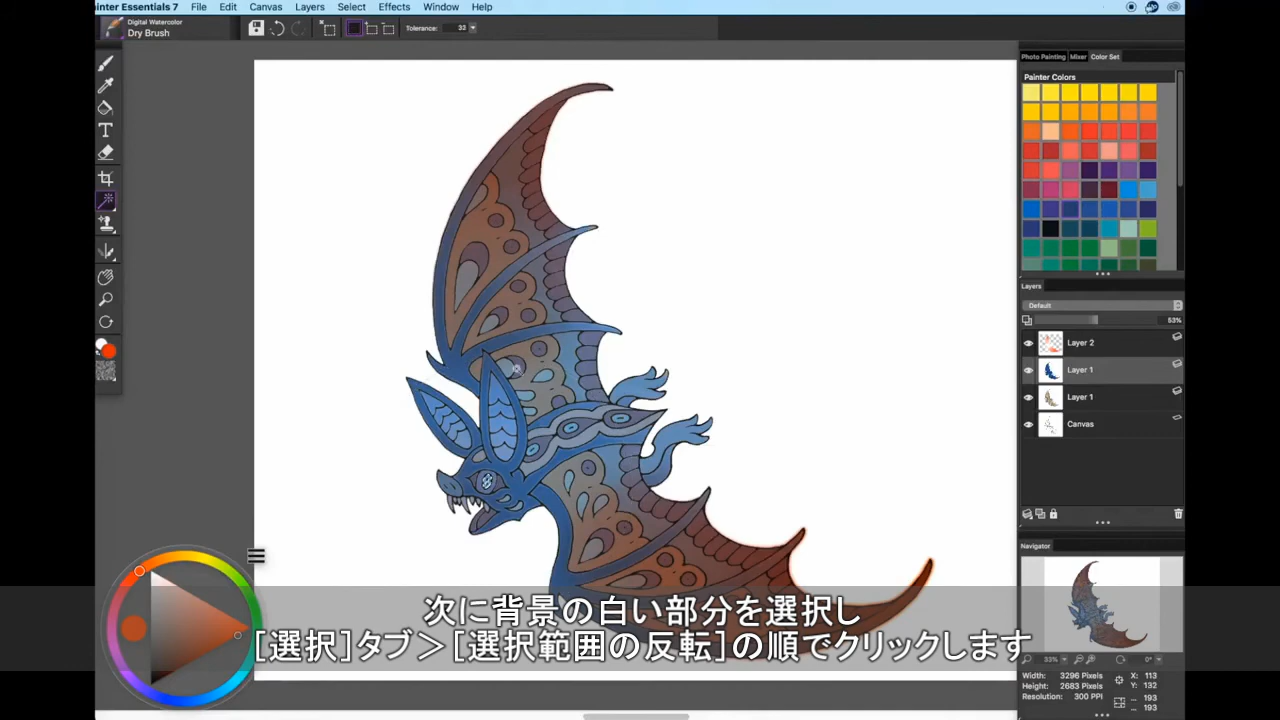 ainter Essentials 7 File Edit Canvas Layers Select Effects Window Help
Digital Watercolor
Dry Brush
Tolerance: 32
Photo Painting Mixer Color Set
Painter Colors
Layers
Default
53%
Layer 2
Layer 1
Layer 1
Canvas
Navigator
33% 0°
Width: 3296 Pixels X: 113
Height: 2683 Pixels Y: 132
Resolution: 300 PPI ... 193
... 193
次に背景の白い部分を選択し
[選択]タブ＞[選択範囲の反転]の順でクリックします